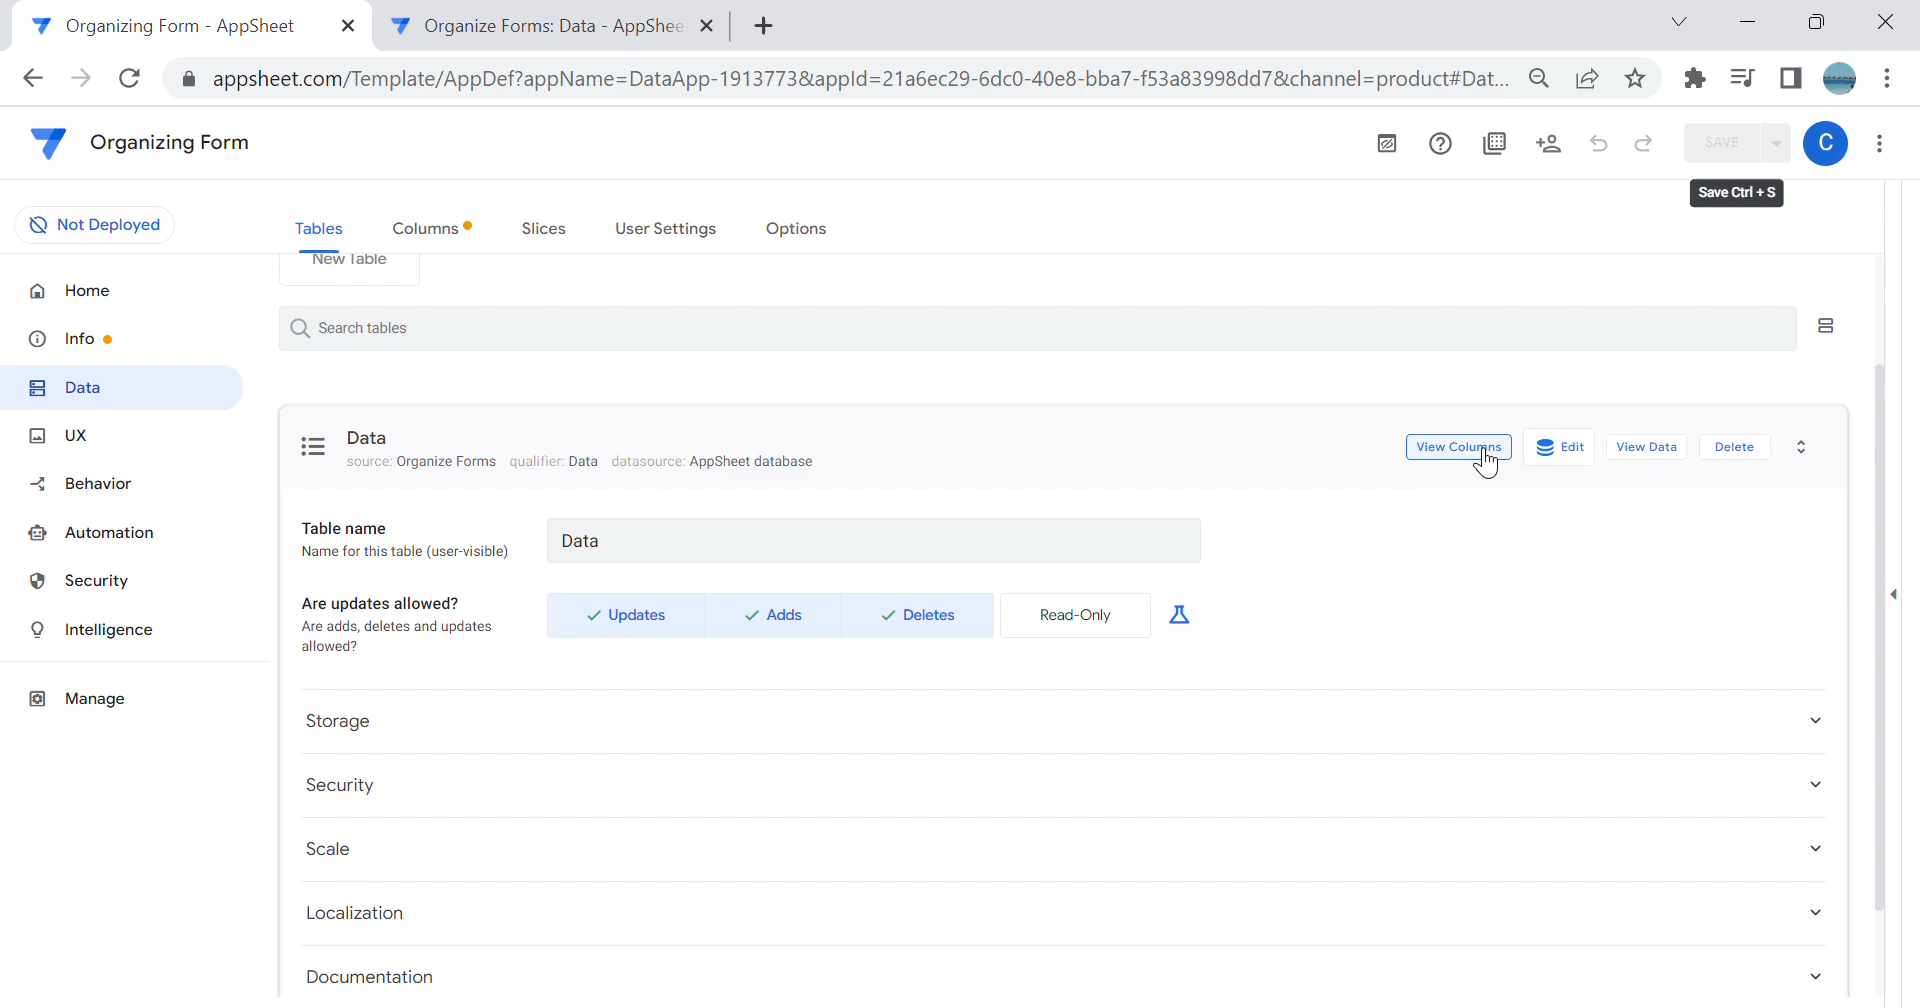 Organizing Form - AppSheet
Organize Forms: Data - AppShee
appsheet.com/Template/AppDef?appName=DataApp-1913773&appId=21a6ec29-6dc0-40e8-bba7-f53a83998dd7&channel=product#Dat...
Organizing Form
SAVE
C
Save Ctrl + S
Not Deployed
Tables
Columns
Slices
User Settings
Options
New Table
Home
Info
Data
UX
Behavior
Automation
Security
Intelligence
Manage
Search tables
Data
source: Organize Forms qualifier: Data datasource: AppSheet database
View Columns
Edit
View Data
Delete
Table name
Name for this table (user-visible)
Data
Are updates allowed?
Are adds, deletes and updates
allowed?
Updates
Adds
Deletes
Read-Only
Storage
Security
Scale
Localization
Documentation